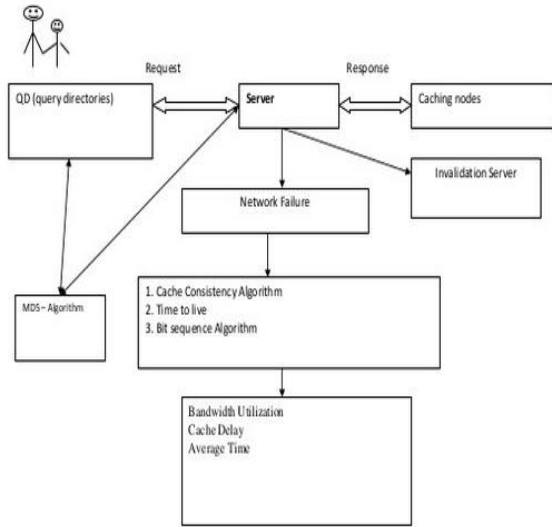 Request
Response
QD (query directories)
Server
Caching nodes
Invalidation Server
Network Failure
MDS – Algorithm
1. Cache Consistency Algorithm
2. Time to live
3. Bit sequence Algorithm
Bandwidth Utilization
Cache Delay
Average Time